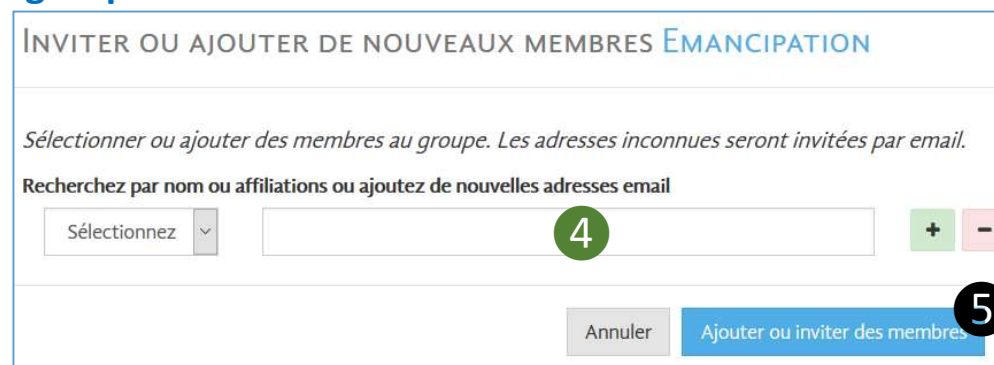 INVITER OU AJOUTER DE NOUVEAUX MEMBRES EMANCIPATION
Sélectionner ou ajouter des membres au groupe. Les adresses inconnues seront invitées par email.
Recherchez par nom ou affiliations ou ajoutez de nouvelles adresses email
Sélectionnez 4 + -
Annuler Ajouter ou inviter des membres 5